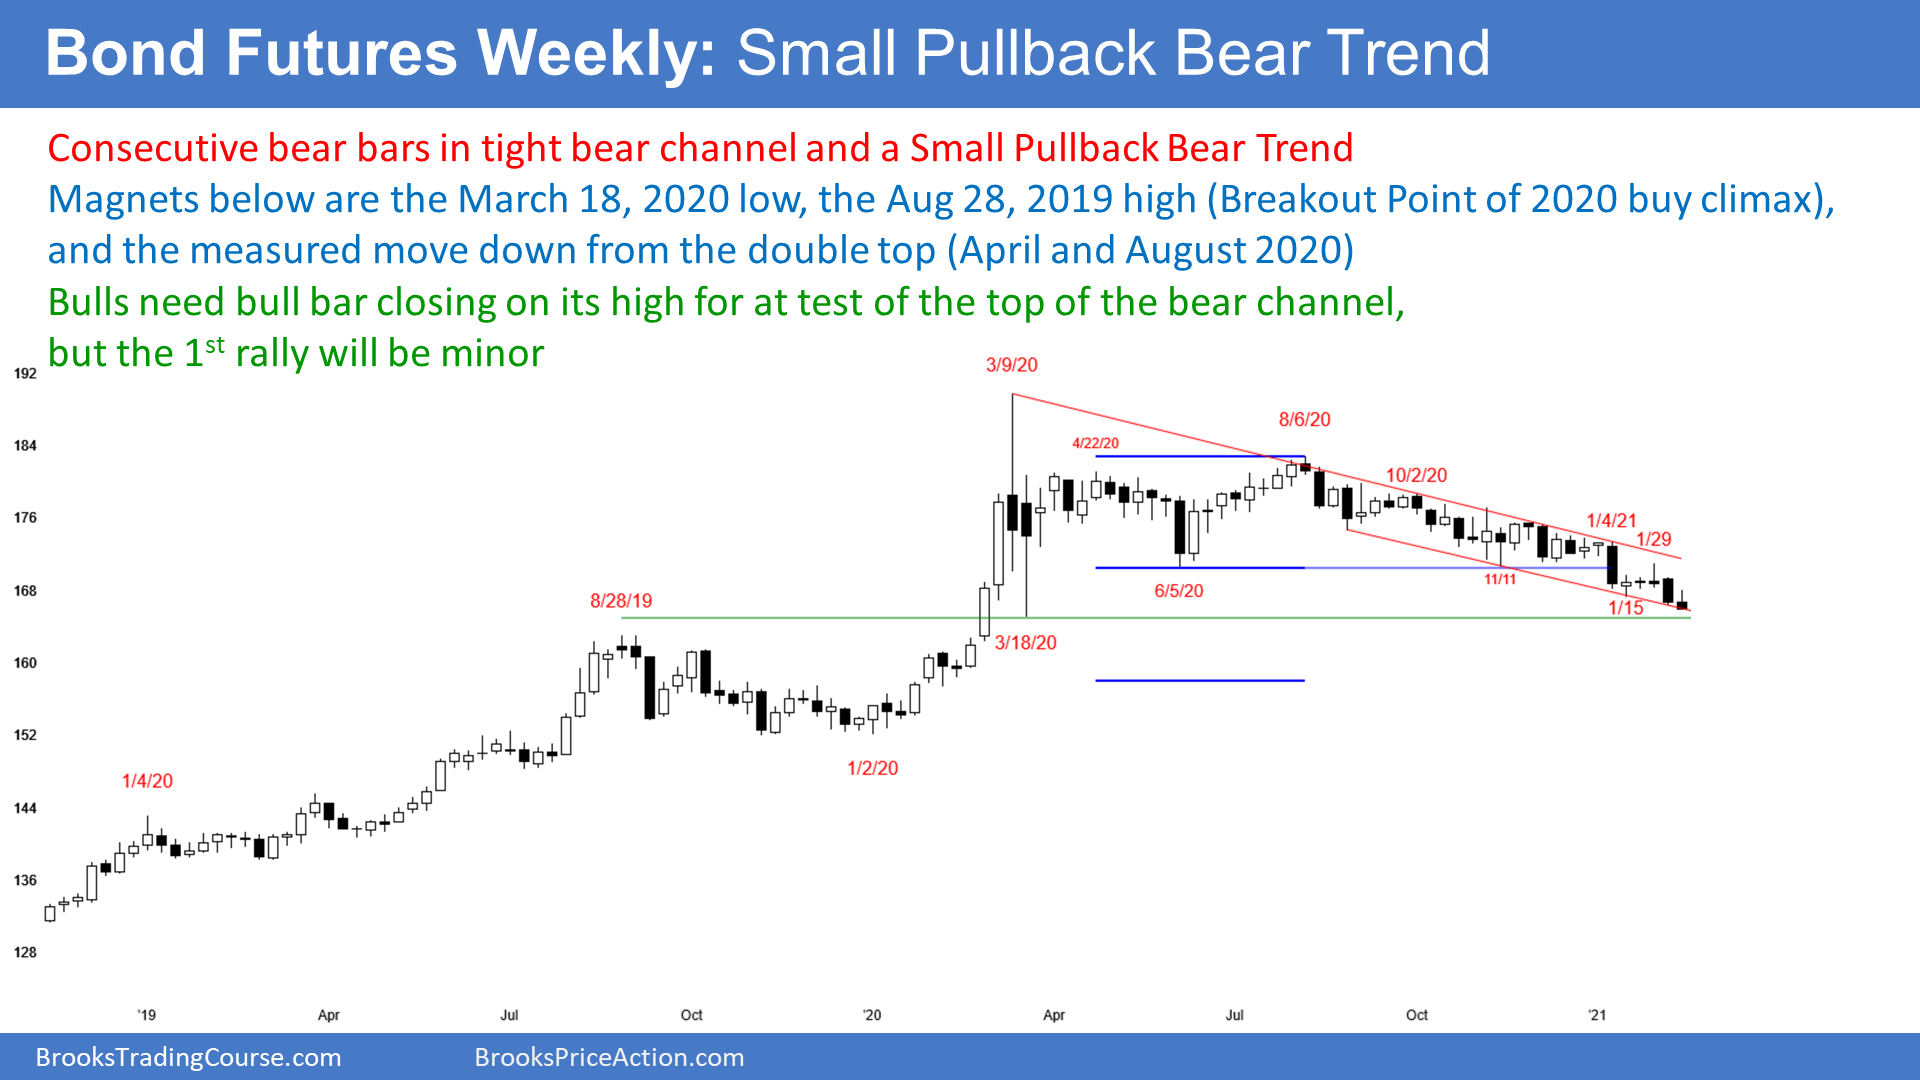 Bond Futures Weekly: Small Pullback Bear Trend
Consecutive bear bars in tight bear channel and a Small Pullback Bear Trend
Magnets below are the March 18, 2020 low, the Aug 28, 2019 high (Breakout Point of 2020 buy climax),
and the measured move down from the double top (April and August 2020)
Bulls need bull bar closing on its high for at test of the top of the bear channel,
but the 1st rally will be minor
192
184
176
168
160
152
144
136
128
1/4/20
8/28/19
1/2/20
3/9/20
3/18/20
4/22/20
6/5/20
8/6/20
10/2/20
11/11
1/4/21
1/29
1/15
'19
Apr
Jul
Oct
'20
Apr
Jul
Oct
'21
BrooksTradingCourse.com
BrooksPriceAction.com